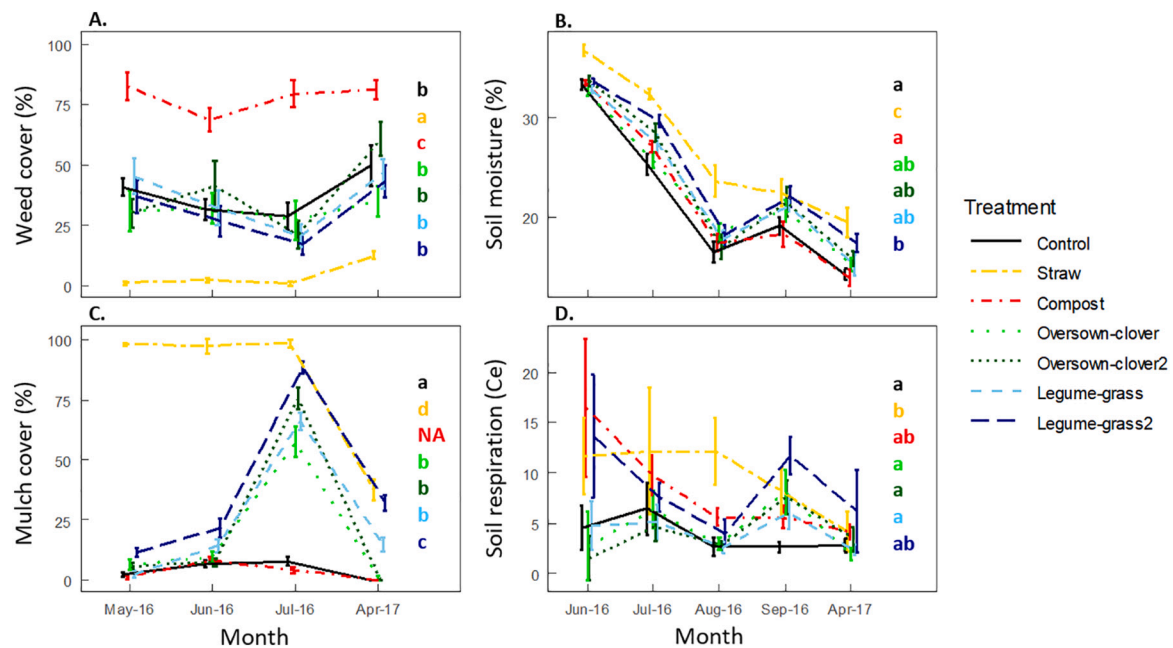 A.
Weed cover (%)
100
75
50
25
0
b
a
c
b
b
b
b
B.
Soil moisture (%)
30
20
a
c
a
ab
ab
ab
b
C.
Mulch cover (%)
100
75
50
25
0
a
d
NA
b
b
b
c
May-16 Jun-16 Jul-16 Apr-17
Month
D.
Soil respiration (Ce)
20
15
10
5
0
a
b
ab
a
a
a
ab
Jun-16 Jul-16 Aug-16 Sep-16 Apr-17
Month
Treatment
Control
Straw
Compost
Oversown-clover
Oversown-clover2
Legume-grass
Legume-grass2